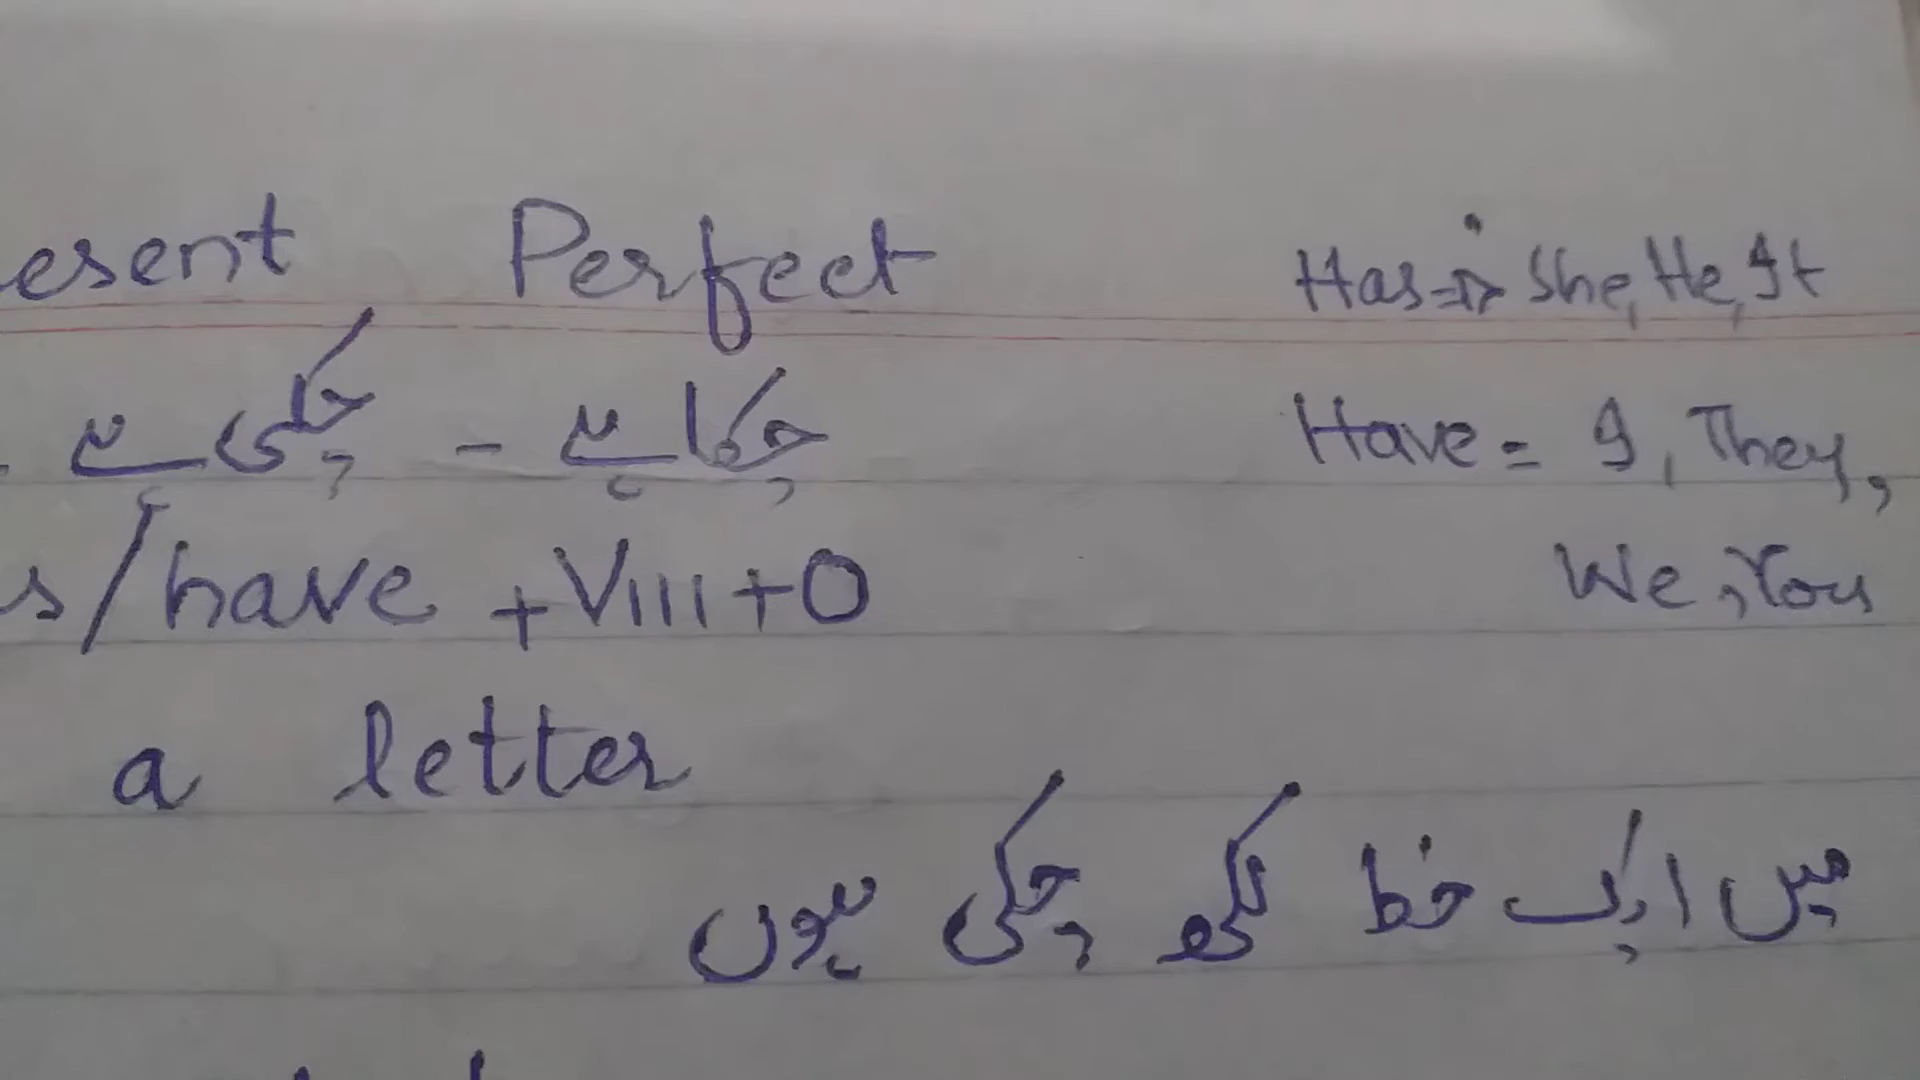 esent Perfect Has=> She, He, It
چکا ہے - چکی ہے - Have = I, They,
s/have + VIII + O We, You
a letter
میں ایک خط لکھ چکی ہوں